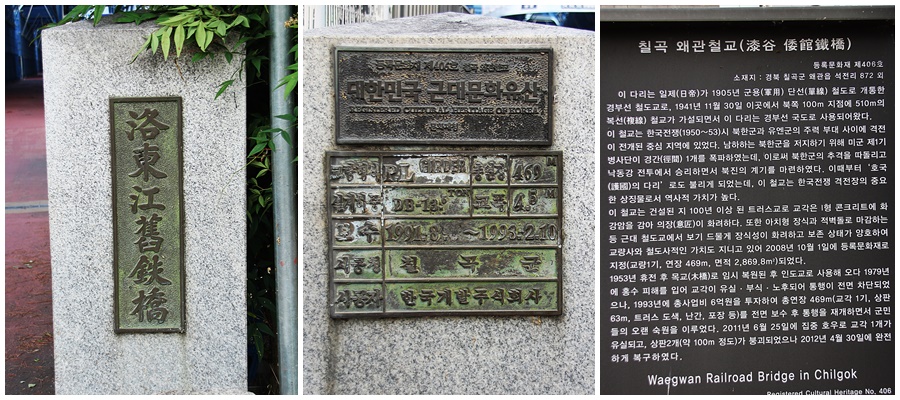 洛東江舊鉄橋
대한민국 근대문화유산
469M
DB-18
4.5M
보수
1993-2.10
시행청
칠곡군
시공자
한국개발주식회사
칠곡 왜관철교(漆谷 倭館鐵橋)
등록문화재 제406호
소재지 : 경북 칠곡군 왜관읍 석전리 872 외
이 다리는 일제(日帝)가 1905년 군용(軍用) 단선(單線) 철도로 개통한
경부선 철도교로, 1941년 11월 30일 이곳에서 북쪽 100m 지점에 510m의
복선(複線) 철교가 가설되면서 이 다리는 경부선 국도로 사용되어왔다.
이 철교는 한국전쟁(1950~53)시 북한군과 유엔군의 주력 부대 사이에 격전
이 전개된 중심 지역에 있었다. 남하하는 북한군을 저지하기 위해 미군 제1기
병사단이 경간(徑間) 1개를 폭파하였는데, 이로써 북한군의 추격을 따돌리고
낙동강 전투에서 승리하면서 북진의 계기를 마련하였다. 이때부터 '호국
(護國)의 다리' 로도 불리게 되었는데, 이 철교는 한국전쟁 격전장의 중요
한 상징물로서 역사적 가치가 높다.
이 철교는 건설된 지 100년 이상 된 트러스교로 교각은 I형 콘크리트에 화
강암을 감아 의장(意匠)이 화려하다. 또한 아치형 장식과 적벽돌로 마감하는
등 근대 철도교에서 보기 드물게 장식성이 화려하고 보존 상태가 양호하여
교량사와 철도사적인 가치도 지니고 있어 2008년 10월 1일에 등록문화재로
지정(교량1기, 연장 469m, 면적 2,869.8㎡)되었다.
1953년 휴전 후 목교(木橋)로 임시 복원된 후 인도교로 사용해 오다 1979년
에 홍수 피해를 입어 교각이 유실ㆍ부식ㆍ노후되어 통행이 전면 차단되었
으나, 1993년에 총사업비 6억원을 투자하여 총연장 469m(교각 1기, 상판
63m, 트러스 도색, 난간, 포장 등)를 전면 보수 후 통행을 재개하면서 군민
들의 오랜 숙원을 이루었다. 2011년 6월 25일에 집중 호우로 교각 1개가
유실되고, 상판2개(약 100m 정도)가 붕괴되었으나 2012년 4월 30일에 완전
하게 복구하였다.
Waegwan Railroad Bridge in Chilgok
Registered Cultural Heritage No. 406